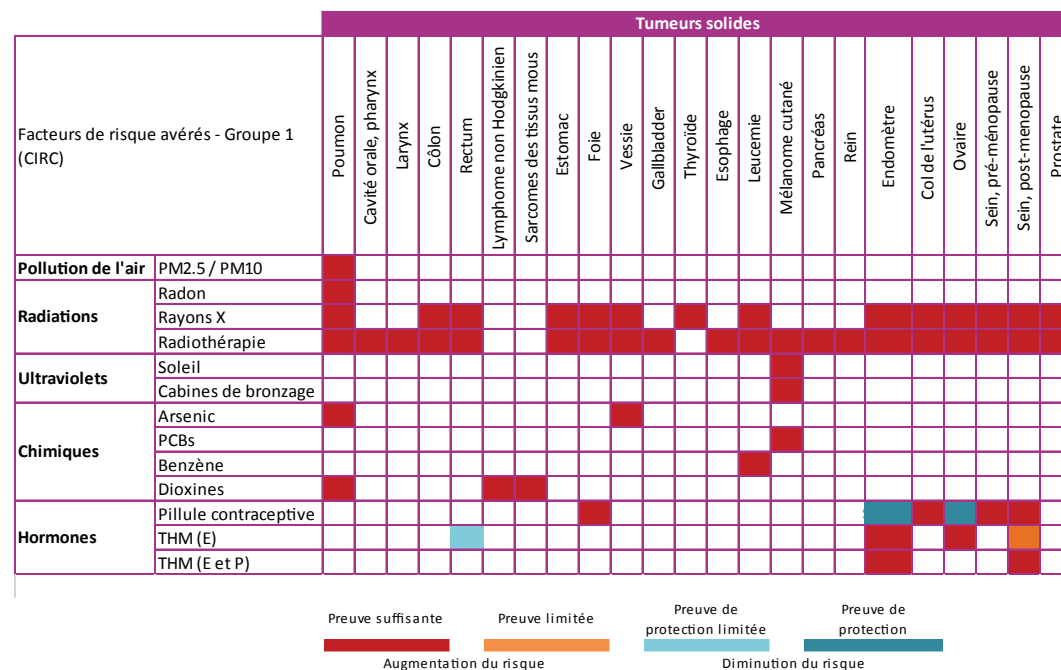 Tumeurs solides
Facteurs de risque avérés - Groupe 1
(CIRC)
Poumon
Cavité orale, pharynx
Larynx
Côlon
Rectum
Lymphome non Hodgkinien
Sarcomes des tissus mous
Estomac
Foie
Vessie
Gallbladder
Thyroïde
Esophage
Leucemie
Mélanome cutané
Pancréas
Rein
Endomètre
Col de l'utérus
Ovaire
Sein, pré-ménopause
Sein, post-menopause
Prostate
Pollution de l'air
PM2.5 / PM10
Radiations
Radon
Rayons X
Radiothérapie
Ultraviolets
Soleil
Cabines de bronzage
Chimiques
Arsenic
PCBs
Benzène
Dioxines
Hormones
Pillule contraceptive
THM (E)
THM (E et P)
Preuve suffisante
Preuve limitée
Preuve de
protection limitée
Preuve de
protection
Augmentation du risque
Diminution du risque